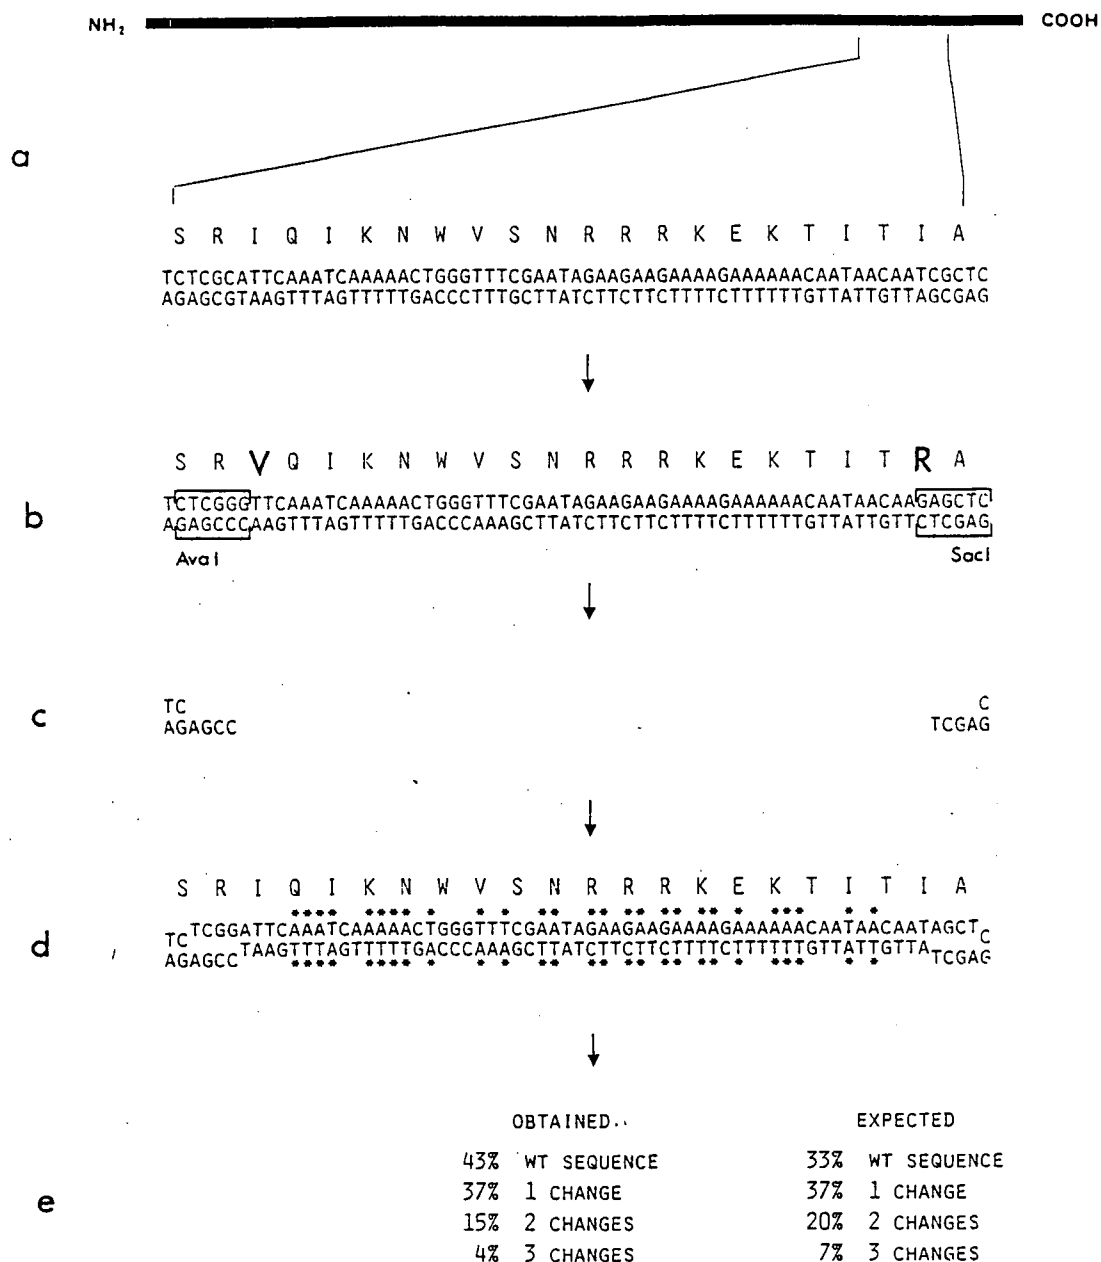 NH2 COOH
a
S R I Q I K N W V S N R R R K E K T I T I A
TCTCGCATTCAAATCAAAAACTGGGTTTCGAATAGAAGAAGAAAAGAAAAAACAATAACAATCGCTC
AGAGCGTAAGTTTAGTTTTTGACCCTTTGCTTATCTTCTTCTTTTCTTTTTTGTTATTGTTAGCGAG
S R V Q I K N W V S N R R R K E K T I T R A
b
TCTCGGGTTCAAATCAAAAACTGGGTTTCGAATAGAAGAAGAAAAGAAAAAACAATAACAAGAGCTC
AGAGCCCAAGTTTAGTTTTTGACCCAAAGCTTATCTTCTTCTTTTCTTTTTTGTTATTGTTCTCGAG
AvaI SacI
c
TC C
AGAGCC TCGAG
S R I Q I K N W V S N R R R K E K T I T I A
d
TC TCGGATTCAAATCAAAAACTGGGTTTCGAATAGAAGAAGAAAAGAAAAAACAATAACAATAGCT C
AGAGCC TAAGTTTAGTTTTTGACCCAAAGCTTATCTTCTTCTTTTCTTTTTTGTTATTGTTA TCGAG
OBTAINED EXPECTED
43% WT SEQUENCE 33% WT SEQUENCE
e
37% 1 CHANGE 37% 1 CHANGE
15% 2 CHANGES 20% 2 CHANGES
4% 3 CHANGES 7% 3 CHANGES